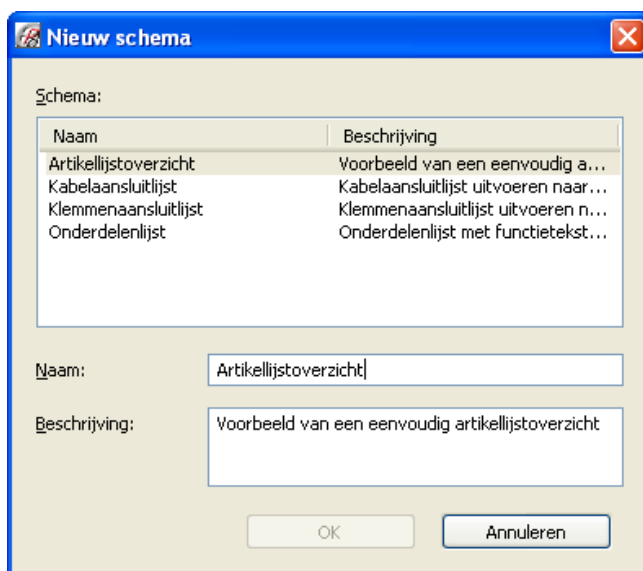 Nieuw schema
Schema:
Naam Beschrijving
Artikellijstoverzicht Voorbeeld van een eenvoudig a...
Kabelaansluitlijst Kabelaansluitlijst uitvoeren naar...
Klemmenaansluitlijst Klemmenaansluitlijst uitvoeren n...
Onderdelenlijst Onderdelenlijst met functietekst...
Naam: Artikellijstoverzicht
Beschrijving: Voorbeeld van een eenvoudig artikellijstoverzicht
OK Annuleren